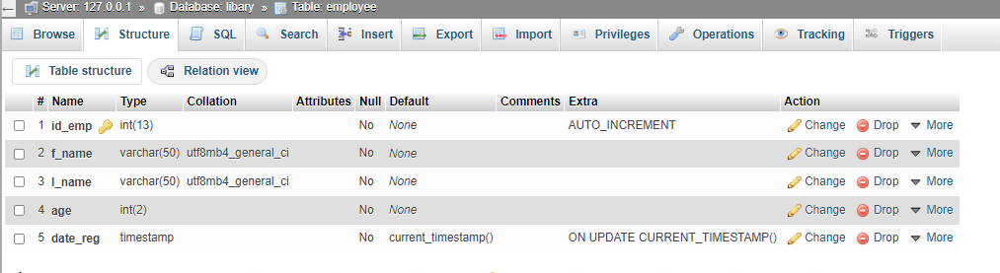 Server: 127.0.0.1 » Database: libary » Table: employee
Browse Structure SQL Search Insert Export Import Privileges Operations Tracking Triggers
Table structure Relation view
# Name Type Collation Attributes Null Default Comments Extra Action
1 id_emp int(13) No None AUTO_INCREMENT Change Drop More
2 f_name varchar(50) utf8mb4_general_ci No None Change Drop More
3 l_name varchar(50) utf8mb4_general_ci No None Change Drop More
4 age int(2) No None Change Drop More
5 date_reg timestamp No current_timestamp() ON UPDATE CURRENT_TIMESTAMP() Change Drop More